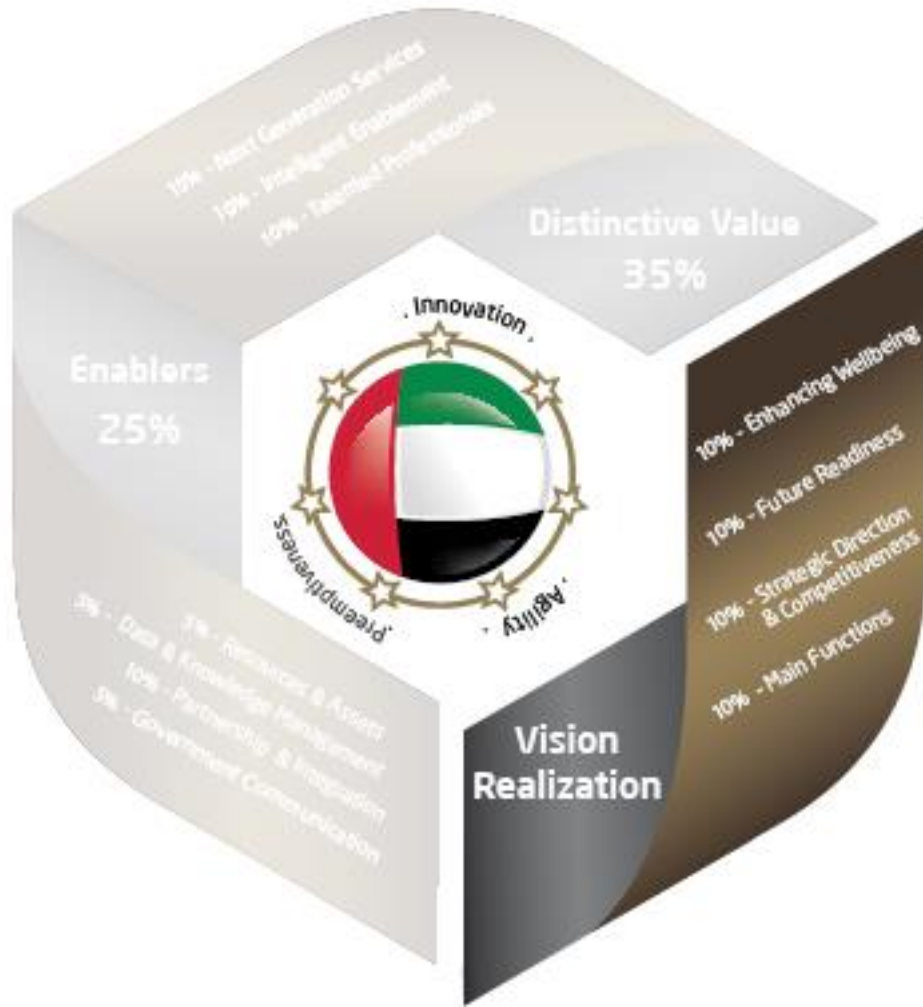 10% - Next Generation Services
10% - Intelligent Enablement
10% - Talented Professionals
Distinctive Value
35%
Enablers
25%
. Innovation .
. Agility .
.Preemptiveness.
10% - Enhancing Wellbeing
10% - Future Readiness
10% - Strategic Direction
& Competitiveness
10% - Main Functions
Vision
Realization
5% - Resources & Assets
5% - Data & Knowledge Management
10% - Partnership & Integration
5% - Government Communication